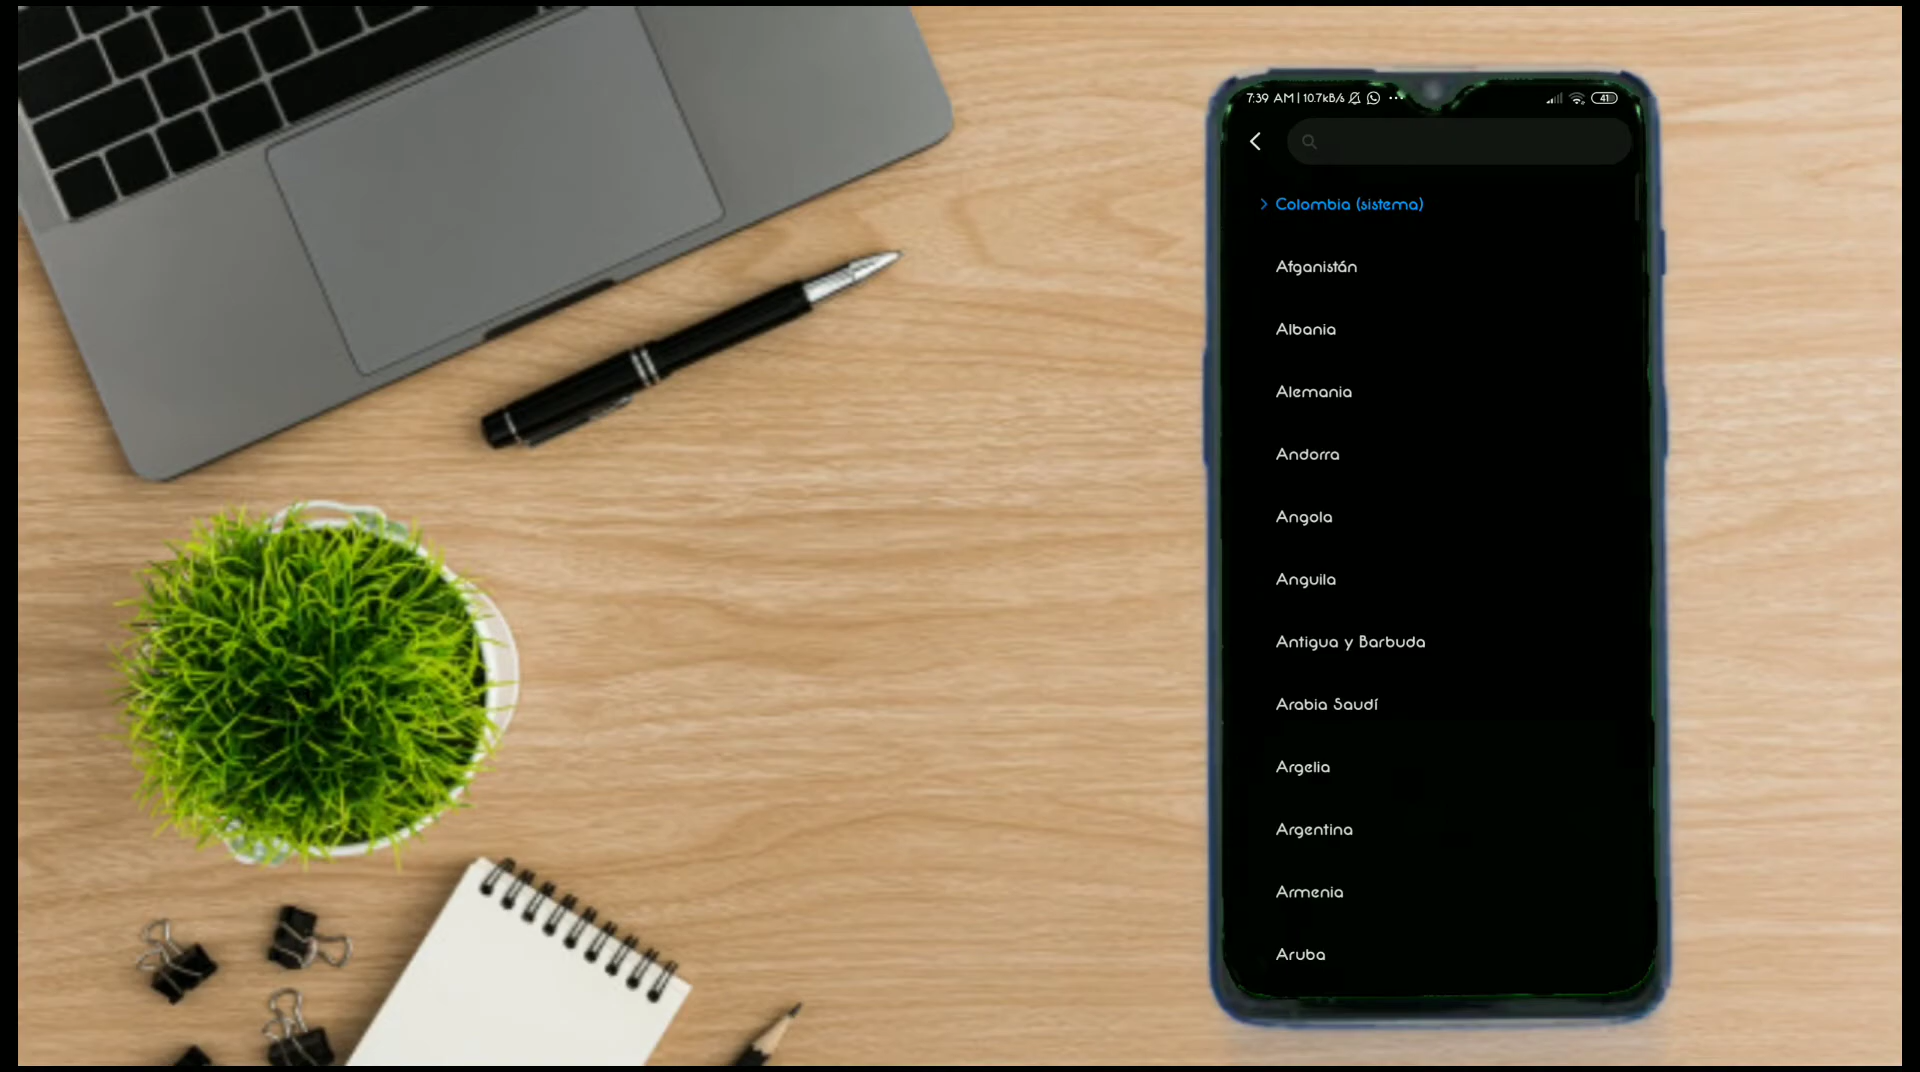 7:39 AM | 10.7kB/s
41
Colombia (sistema)
Afganistán
Albania
Alemania
Andorra
Angola
Anguila
Antigua y Barbuda
Arabia Saudí
Argelia
Argentina
Armenia
Aruba